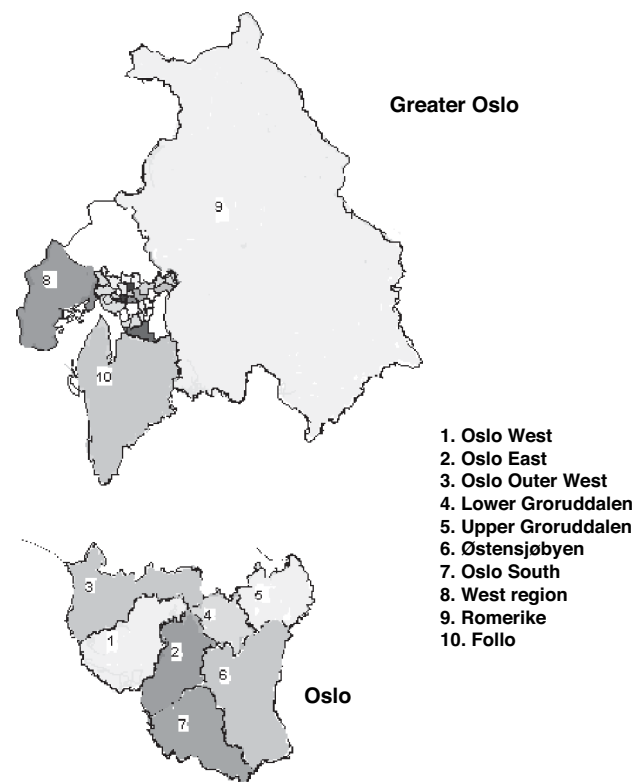 Greater Oslo
9
8
10
1. Oslo West
2. Oslo East
3. Oslo Outer West
4. Lower Groruddalen
5. Upper Groruddalen
6. Østensjøbyen
7. Oslo South
8. West region
9. Romerike
10. Follo
3
5
4
1
2
6
Oslo
7